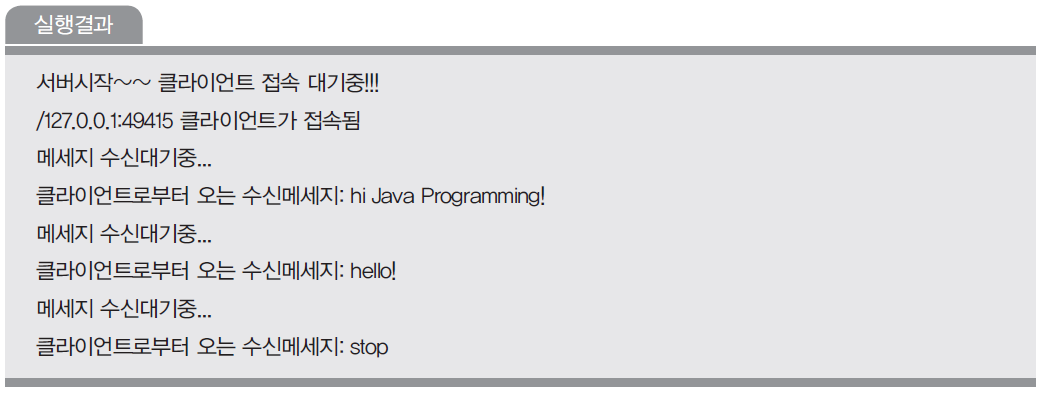 실행결과
서버시작~~ 클라이언트 접속 대기중!!!
/127.0.0.1:49415 클라이언트가 접속됨
메세지 수신대기중...
클라이언트로부터 오는 수신메세지: hi Java Programming!
메세지 수신대기중...
클라이언트로부터 오는 수신메세지: hello!
메세지 수신대기중...
클라이언트로부터 오는 수신메세지: stop